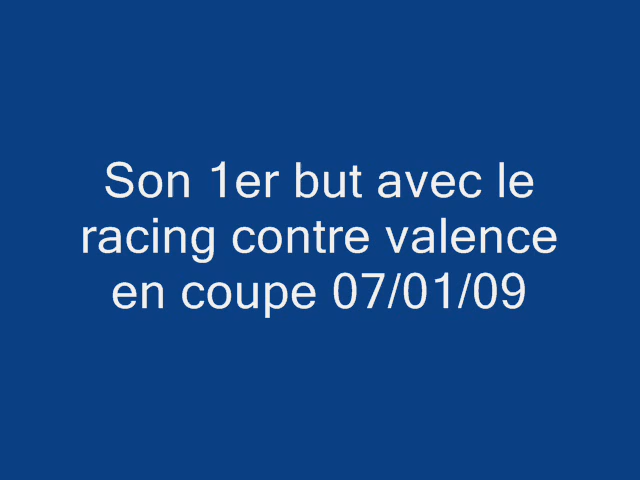 Son 1er but avec le
racing contre valence
en coupe 07/01/09